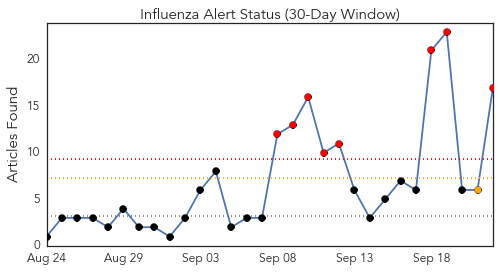 Influenza Alert Status (30-Day Window)
Articles Found
20
15
10
5
0
Aug 24 Aug 29 Sep 03 Sep 08 Sep 13 Sep 18